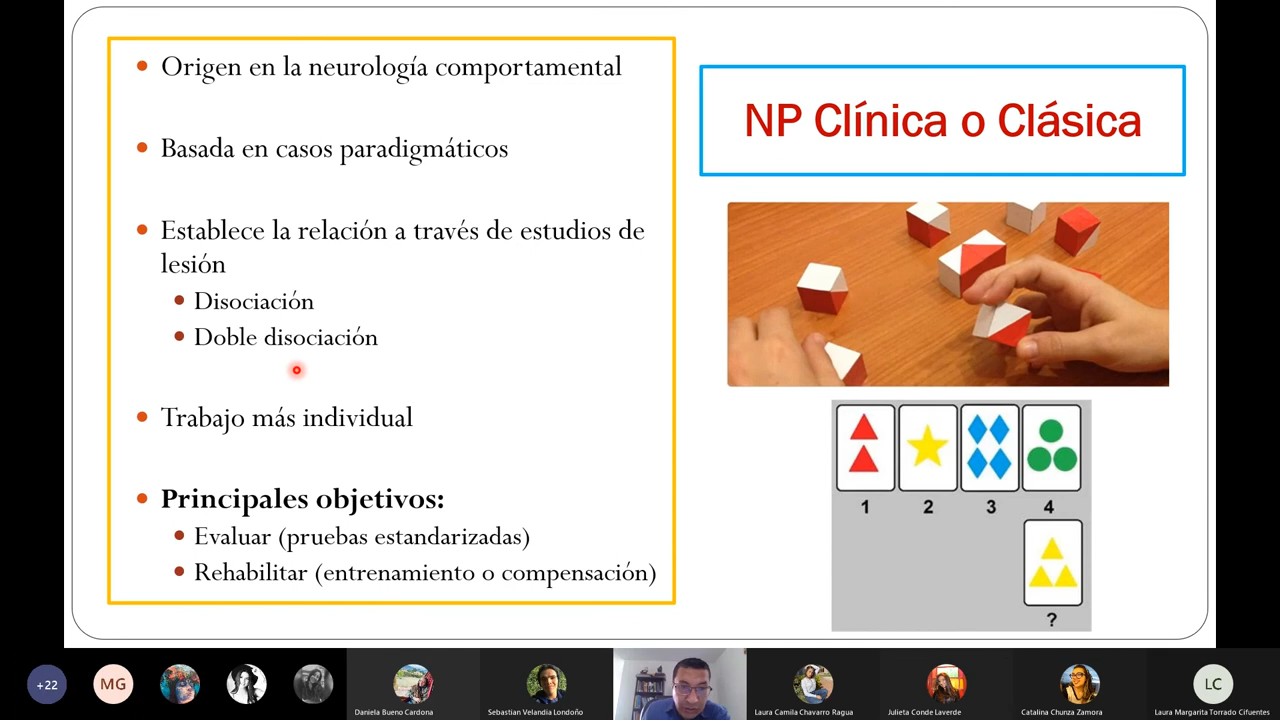 Origen en la neurología comportamental
Basada en casos paradigmáticos
Establece la relación a través de estudios de
lesión
Disociación
Doble disociación
Trabajo más individual
Principales objetivos:
Evaluar (pruebas estandarizadas)
Rehabilitar (entrenamiento o compensación)
NP Clínica o Clásica
1 2 3 4
?
+22
MG
Daniela Bueno Cardona
Sebastían Velandia Londoño
Laura Camila Chavarro Ragua
Julieta Conde Laverde
Catalina Chunza Zamora
LC
Laura Margarita Torrado Cifuentes